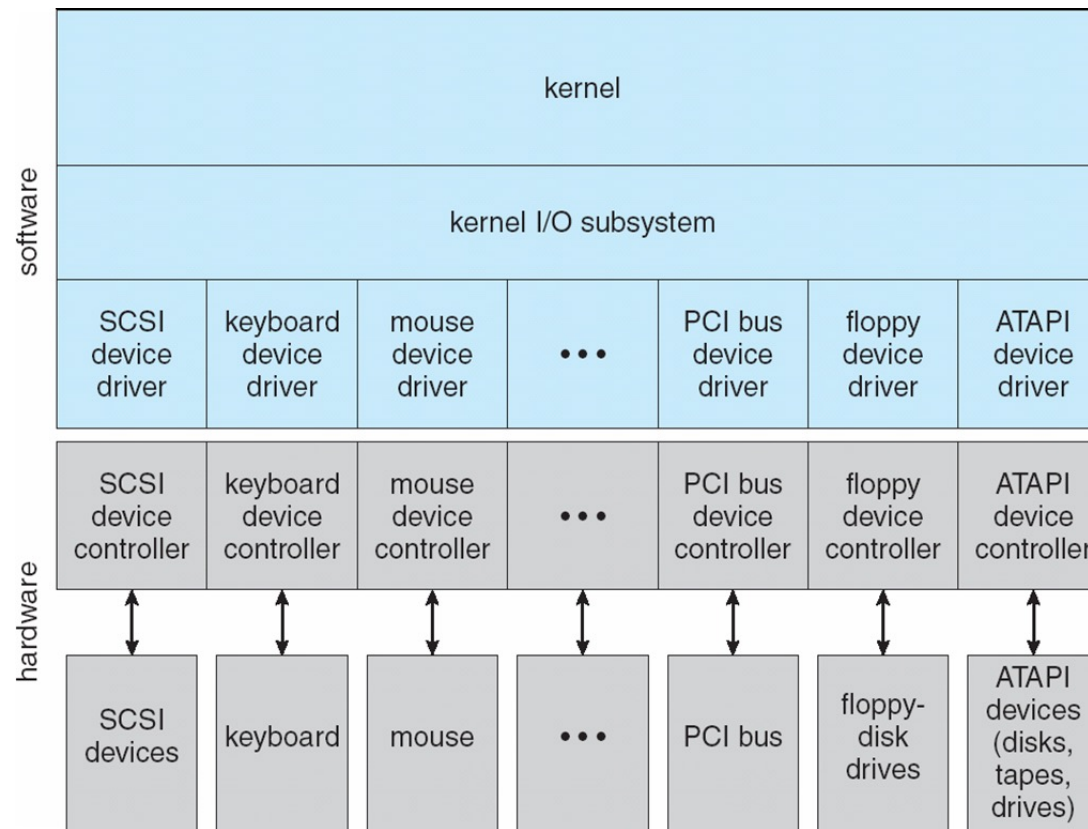 software
kernel
kernel I/O subsystem
SCSI
device
driver
keyboard
device
driver
mouse
device
driver
•••
PCI bus
device
driver
floppy
device
driver
ATAPI
device
driver
hardware
SCSI
device
controller
keyboard
device
controller
mouse
device
controller
•••
PCI bus
device
controller
floppy
device
controller
ATAPI
device
controller
SCSI
devices
keyboard
mouse
•••
PCI bus
floppy-
disk
drives
ATAPI
devices
(disks,
tapes,
drives)